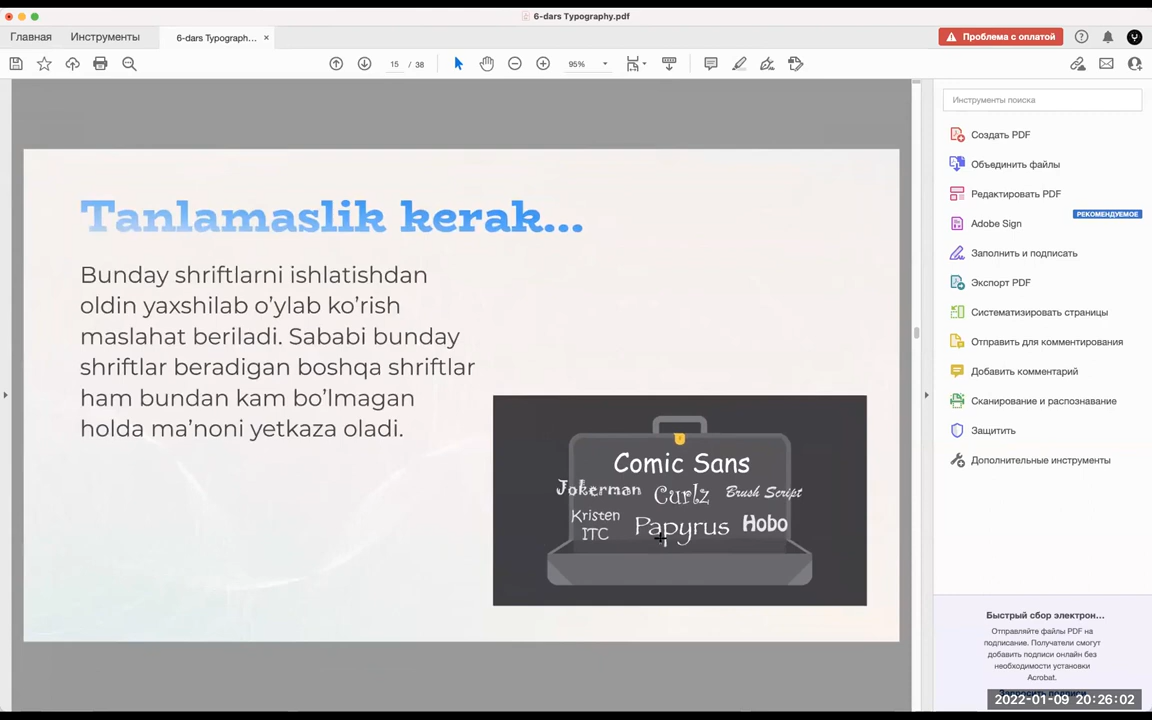 6-dars Typography.pdf
Главная
Инструменты
6-dars Typograph...
Проблема с оплатой
15 / 38
95%
Tanlamaslik kerak...
Bunday shriftlarni ishlatishdan
oldin yaxshilab o’ylab ko’rish
maslahat beriladi. Sababi bunday
shriftlar beradigan boshqa shriftlar
ham bundan kam bo’lmagan
holda ma’noni yetkaza oladi.
Comic Sans
Jokerman Curlz Brush Script
Kristen
ITC
Papyrus Hobo
Инструменты поиска
Создать PDF
Объединить файлы
Редактировать PDF
РЕКОМЕНДУЕМОЕ
Adobe Sign
Заполнить и подписать
Экспорт PDF
Систематизировать страницы
Отправить для комментирования
Добавить комментарий
Сканирование и распознавание
Защитить
Дополнительные инструменты
Быстрый сбор электрон...
Отправляйте файлы PDF на
подписание. Получатели смогут
добавить подписи онлайн без
необходимости установки
Acrobat.
2022-01-09 20:26:02